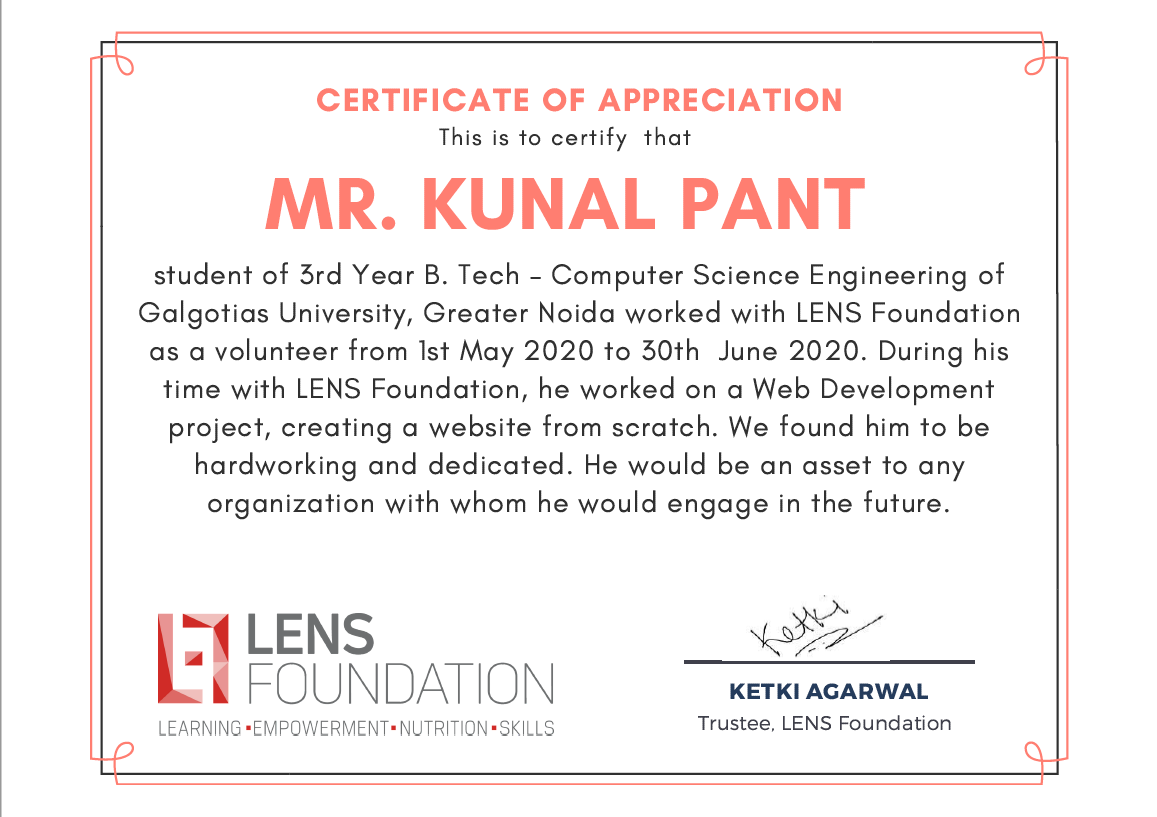 CERTIFICATE OF APPRECIATION
This is to certify that
MR. KUNAL PANT
student of 3rd Year B. Tech - Computer Science Engineering of
Galgotias University, Greater Noida worked with LENS Foundation
as a volunteer from 1st May 2020 to 30th June 2020. During his
time with LENS Foundation, he worked on a Web Development
project, creating a website from scratch. We found him to be
hardworking and dedicated. He would be an asset to any
organization with whom he would engage in the future.
LENS
FOUNDATION
LEARNING ▪ EMPOWERMENT ▪ NUTRITION ▪ SKILLS
Ketki
KETKI AGARWAL
Trustee, LENS Foundation